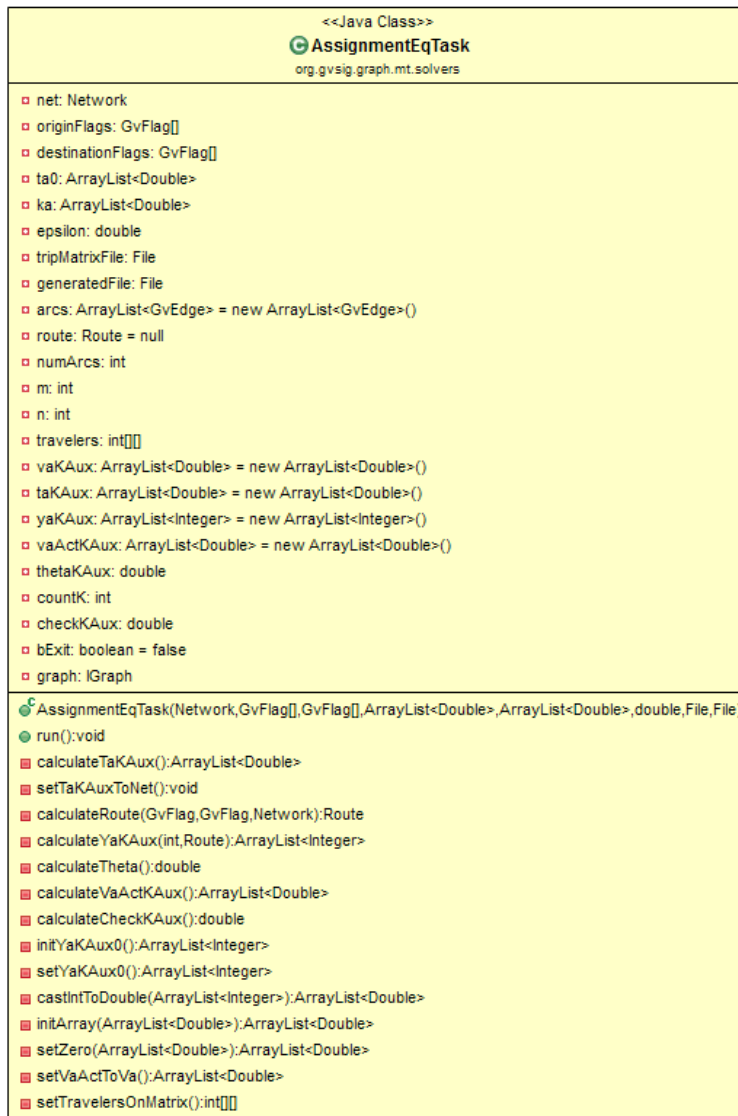 <<Java Class>>
C AssignmentEqTask
org.gvsig.graph.mt.solvers
net: Network
originFlags: GvFlag[]
destinationFlags: GvFlag[]
ta0: ArrayList<Double>
ka: ArrayList<Double>
epsilon: double
tripMatrixFile: File
generatedFile: File
arcs: ArrayList<GvEdge> = new ArrayList<GvEdge>()
route: Route = null
numArcs: int
m: int
n: int
travelers: int[][]
vaKAux: ArrayList<Double> = new ArrayList<Double>()
taKAux: ArrayList<Double> = new ArrayList<Double>()
yaKAux: ArrayList<Integer> = new ArrayList<Integer>()
vaActKAux: ArrayList<Double> = new ArrayList<Double>()
thetaKAux: double
countK: int
checkKAux: double
bExit: boolean = false
graph: IGraph
C AssignmentEqTask(Network,GvFlag[],GvFlag[],ArrayList<Double>,ArrayList<Double>,double,File,File)
run():void
calculateTaKAux():ArrayList<Double>
setTaKAuxToNet():void
calculateRoute(GvFlag,GvFlag,Network):Route
calculateYaKAux(int,Route):ArrayList<Integer>
calculateTheta():double
calculateVaActKAux():ArrayList<Double>
calculateCheckKAux():double
initYaKAux0():ArrayList<Integer>
setYaKAux0():ArrayList<Integer>
castIntToDouble(ArrayList<Integer>):ArrayList<Double>
initArray(ArrayList<Double>):ArrayList<Double>
setZero(ArrayList<Double>):ArrayList<Double>
setVaActToVa():ArrayList<Double>
setTravelersOnMatrix():int[][]